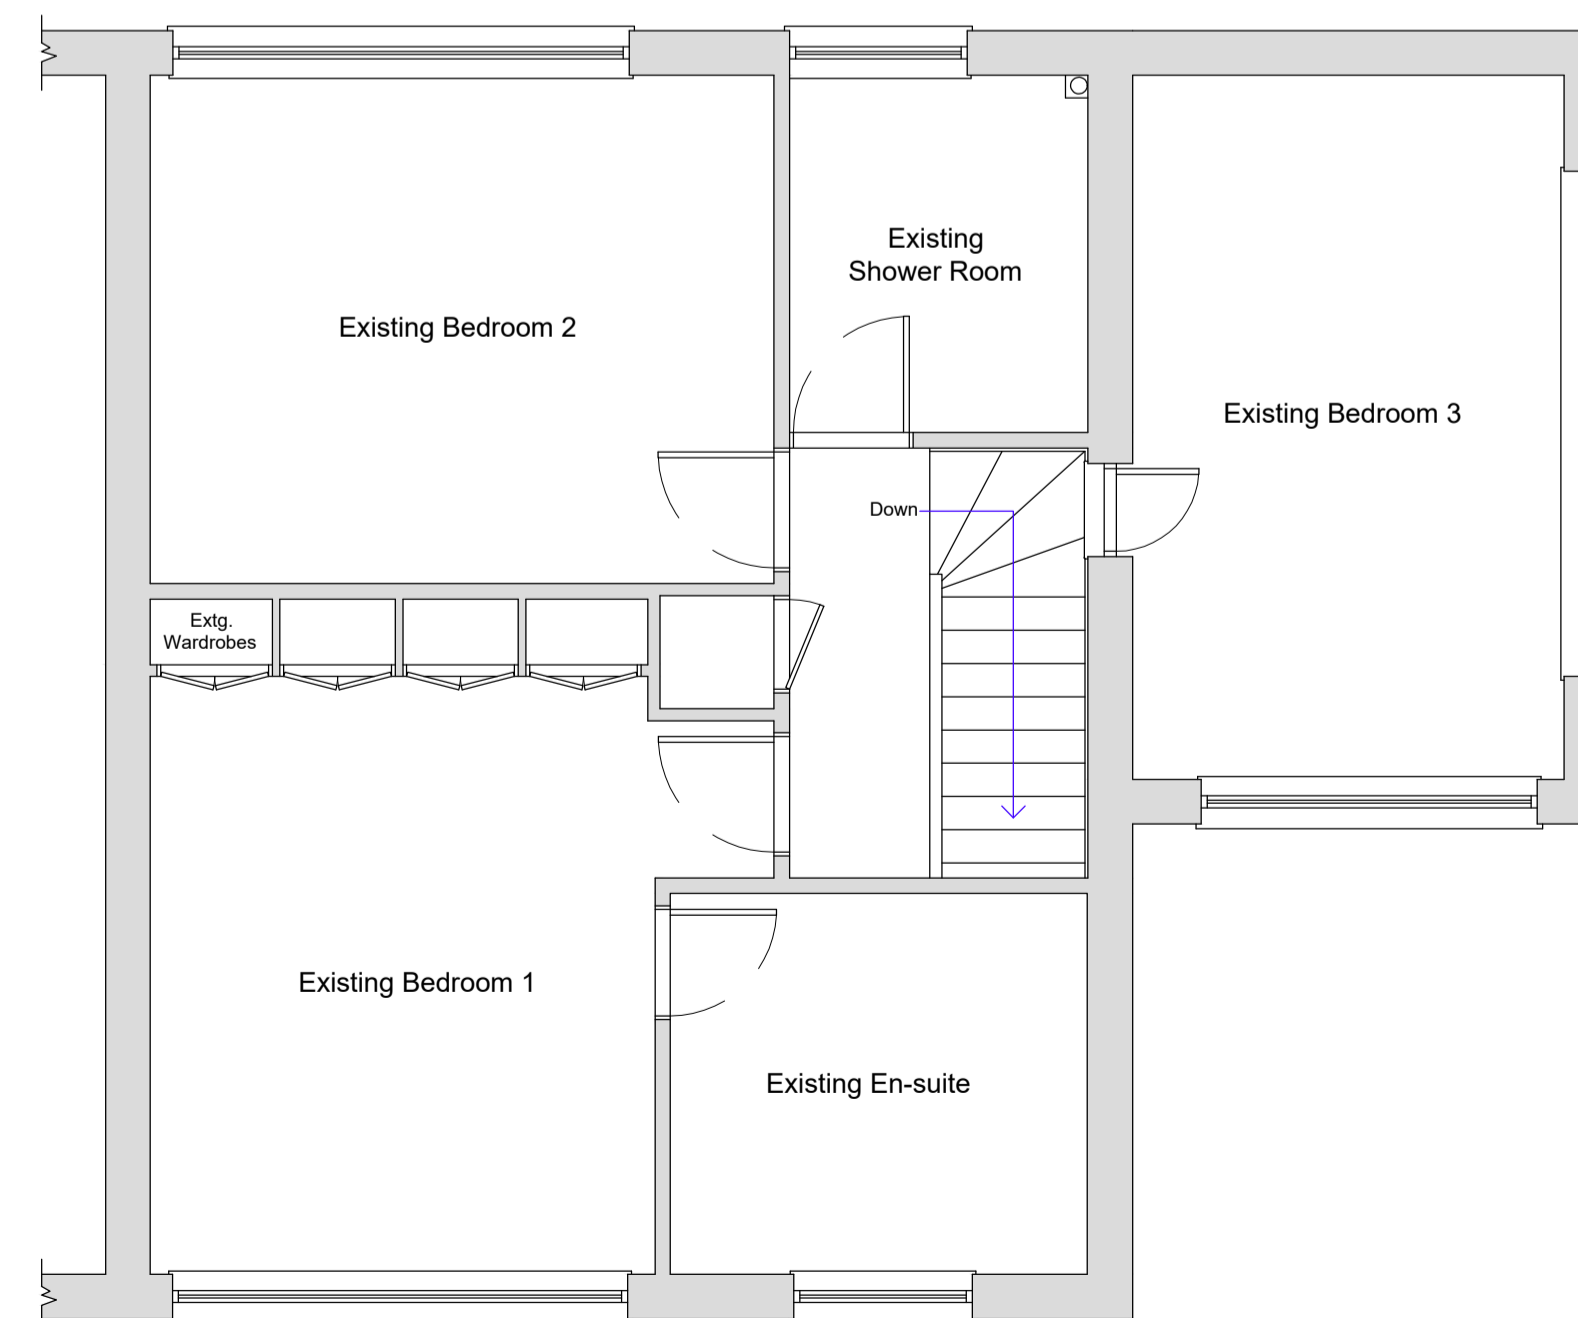 Existing
Shower Room
Existing Bedroom 2
Existing Bedroom 3
Down
Extg.
Wardrobes
Existing Bedroom 1
Existing En-suite